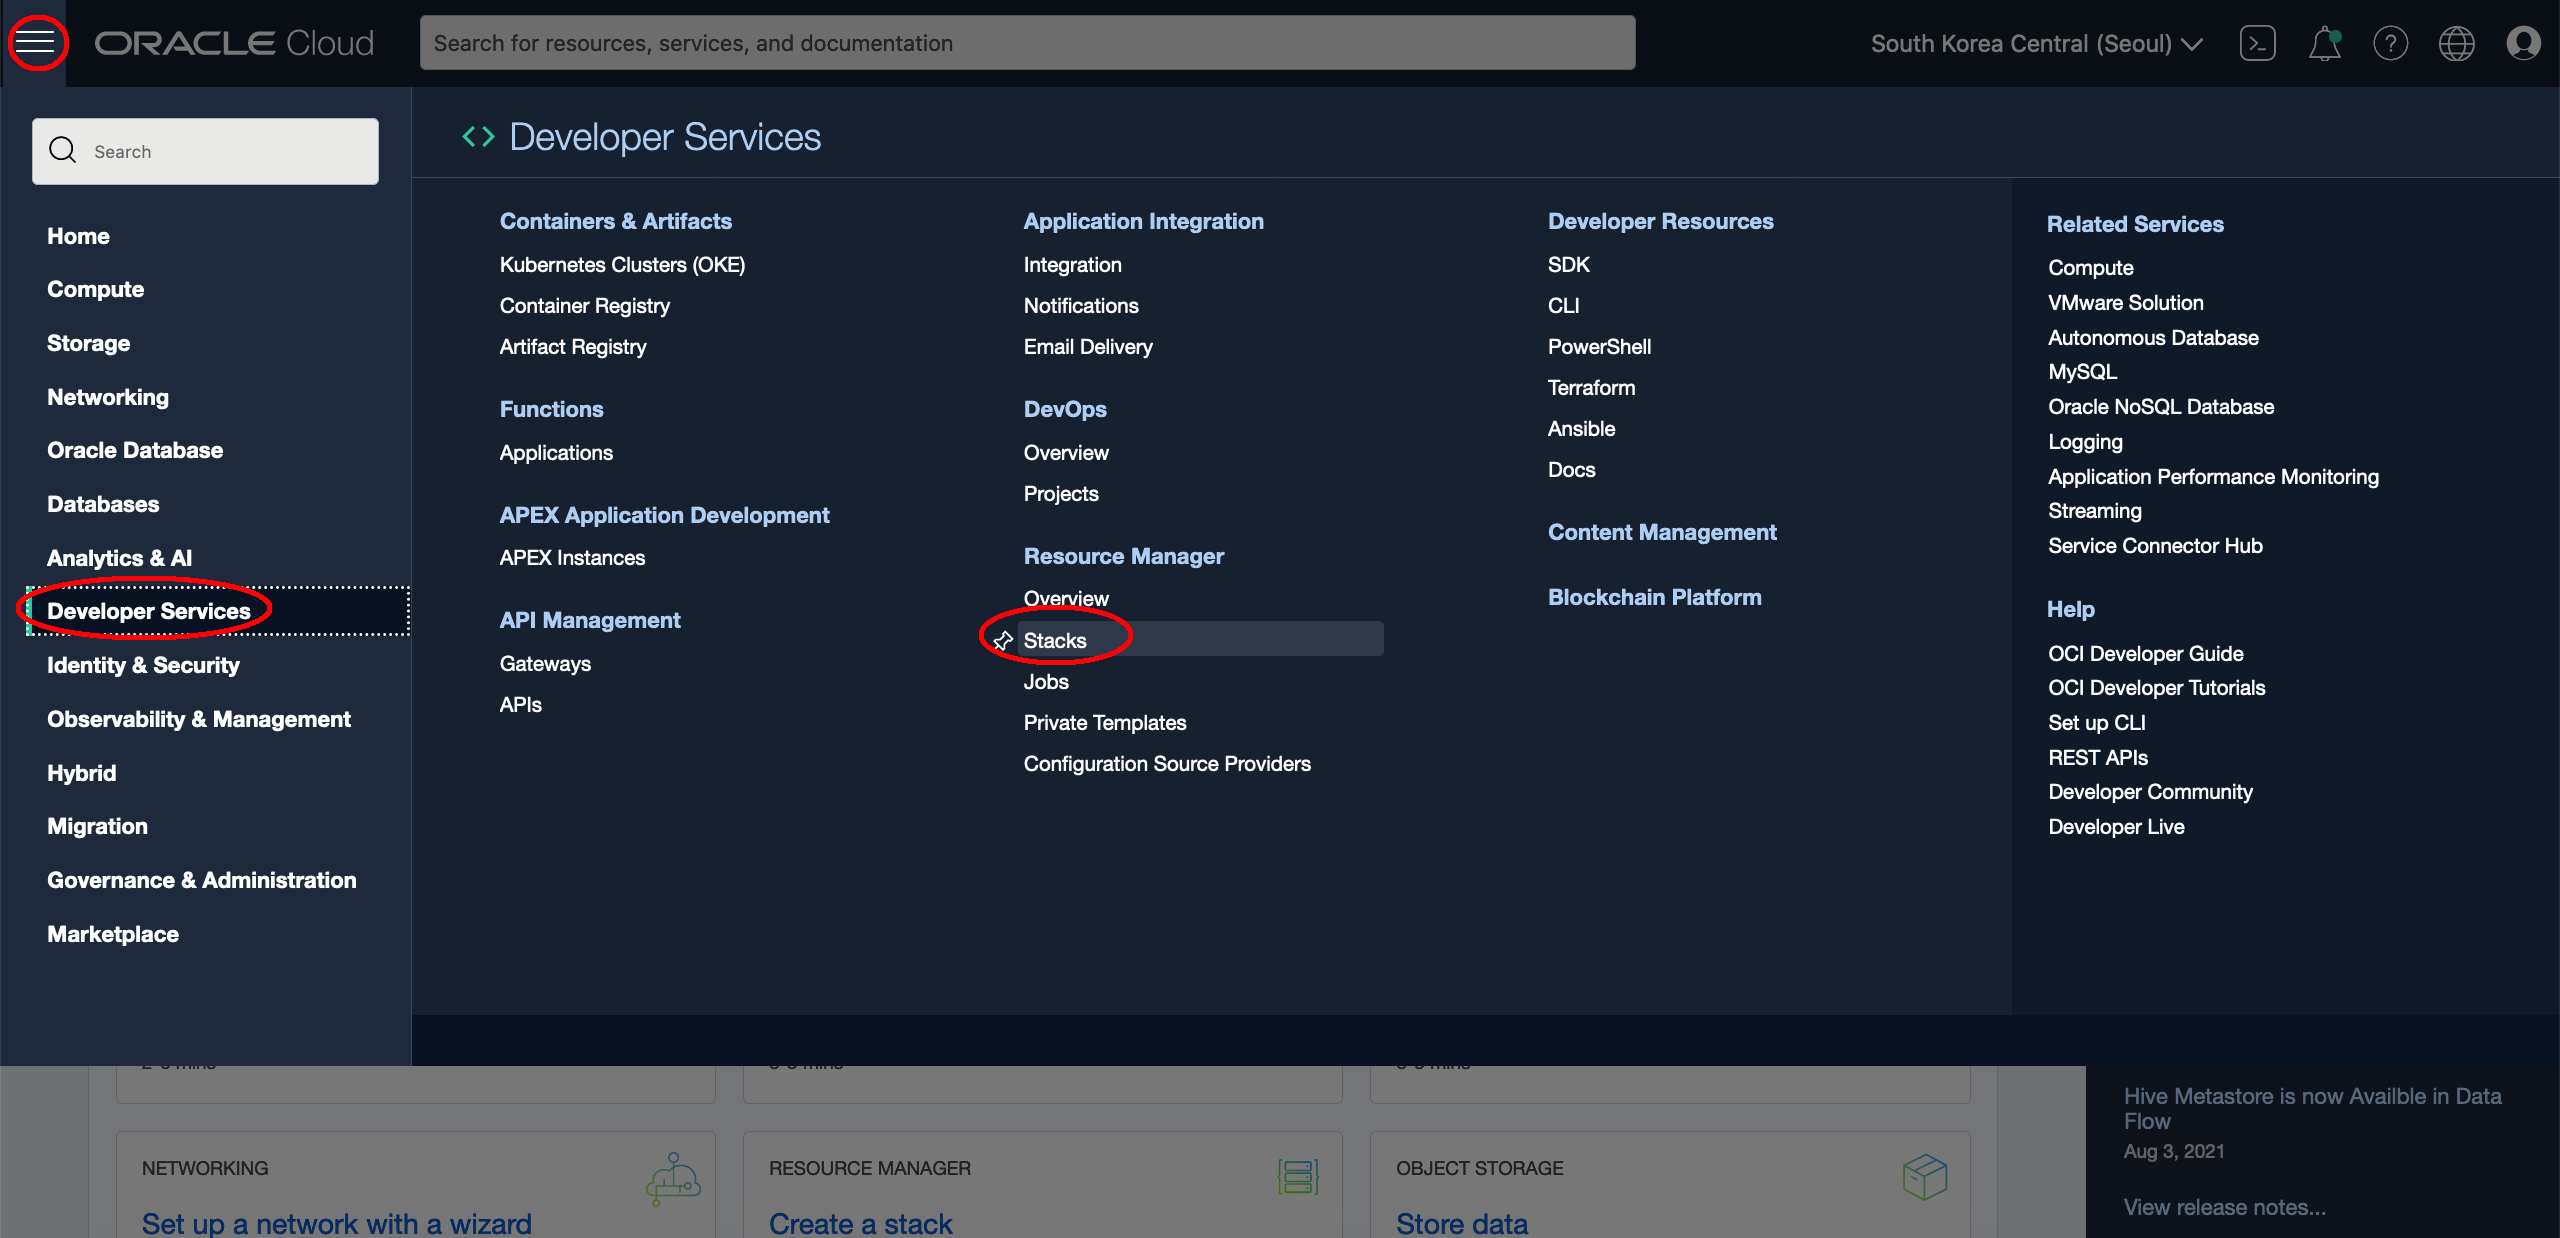 ORACLE Cloud
Search for resources, services, and documentation
South Korea Central (Seoul)
Search
Home
Compute
Storage
Networking
Oracle Database
Databases
Analytics & AI
Developer Services
Identity & Security
Observability & Management
Hybrid
Migration
Governance & Administration
Marketplace
Developer Services
Containers & Artifacts
Kubernetes Clusters (OKE)
Container Registry
Artifact Registry
Functions
Applications
APEX Application Development
APEX Instances
API Management
Gateways
APIs
Application Integration
Integration
Notifications
Email Delivery
DevOps
Overview
Projects
Resource Manager
Overview
Stacks
Jobs
Private Templates
Configuration Source Providers
Developer Resources
SDK
CLI
PowerShell
Terraform
Ansible
Docs
Content Management
Blockchain Platform
Related Services
Compute
VMware Solution
Autonomous Database
MySQL
Oracle NoSQL Database
Logging
Application Performance Monitoring
Streaming
Service Connector Hub
Help
OCI Developer Guide
OCI Developer Tutorials
Set up CLI
REST APIs
Developer Community
Developer Live
NETWORKING
Set up a network with a wizard
RESOURCE MANAGER
Create a stack
OBJECT STORAGE
Store data
Hive Metastore is now Availble in Data
Flow
Aug 3, 2021
View release notes...